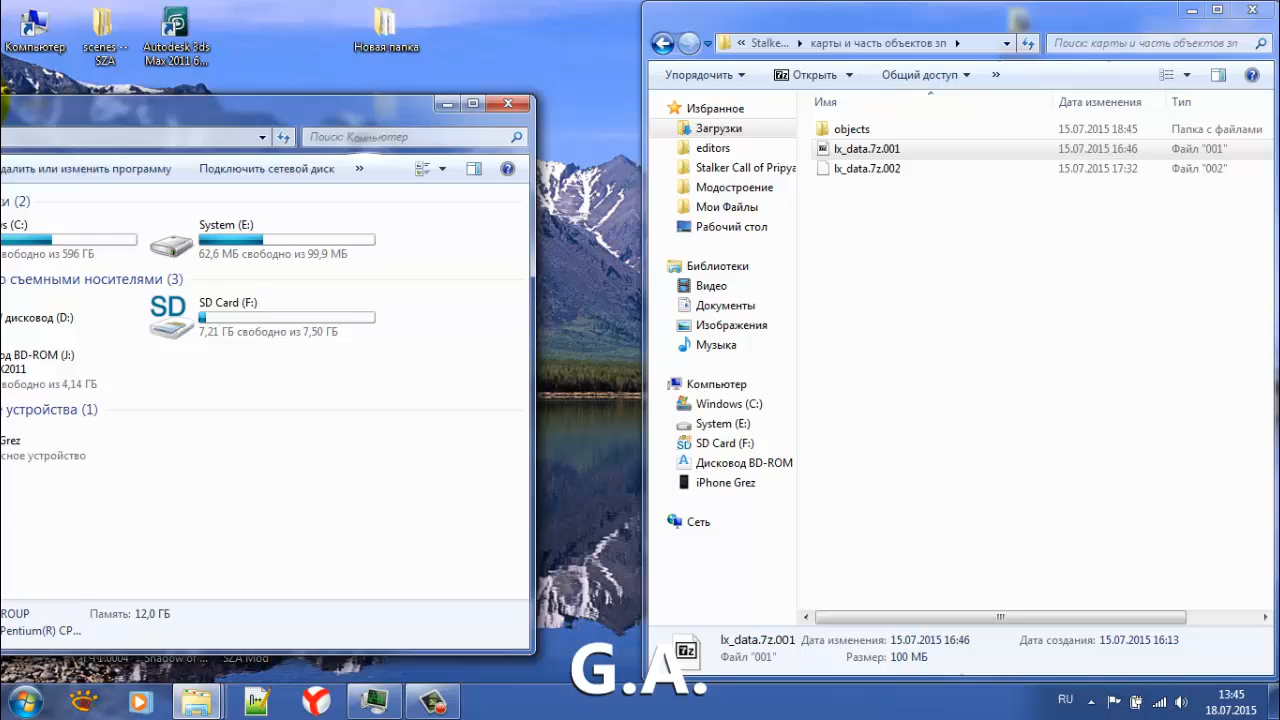 Компьютер
scenes -- SZA
Autodesk 3ds Max 2011 6...
Новая папка
Поиск: Компьютер
далить или изменить программу
Подключить сетевой диск
»
ки (2)
s (C:)
вободно из 596 ГБ
System (E:)
62,6 МБ свободно из 99,9 МБ
о съемными носителями (3)
/ дисковод (D:)
SD
SD Card (F:)
7,21 ГБ свободно из 7,50 ГБ
од BD-ROM (J:)
X2011
вободно из 4,14 ГБ
е устройства (1)
Grez
сное устройство
ROUP
Память: 12,0 ГБ
Pentium(R) CP...
Shadow of...
SZA Mod
« Stalke... ▸ карты и часть объектов зп ▸
Поиск: карты и часть объектов зп
Упорядочить
7z Открыть
Общий доступ
»
Имя
Дата изменения
Тип
objects
15.07.2015 18:45
Папка с файлами
lx_data.7z.001
15.07.2015 16:46
Файл "001"
lx_data.7z.002
15.07.2015 17:32
Файл "002"
Избранное
Загрузки
editors
Stalker Call of Pripya
Модостроение
Мои Файлы
Рабочий стол
Библиотеки
Видео
Документы
Изображения
Музыка
Компьютер
Windows (C:)
System (E:)
SD Card (F:)
Дисковод BD-ROM
iPhone Grez
Сеть
7z
lx_data.7z.001
Дата изменения: 15.07.2015 16:46
Дата создания: 15.07.2015 16:13
Файл "001"
Размер: 100 МБ
G.A.
RU
13:45
18.07.2015